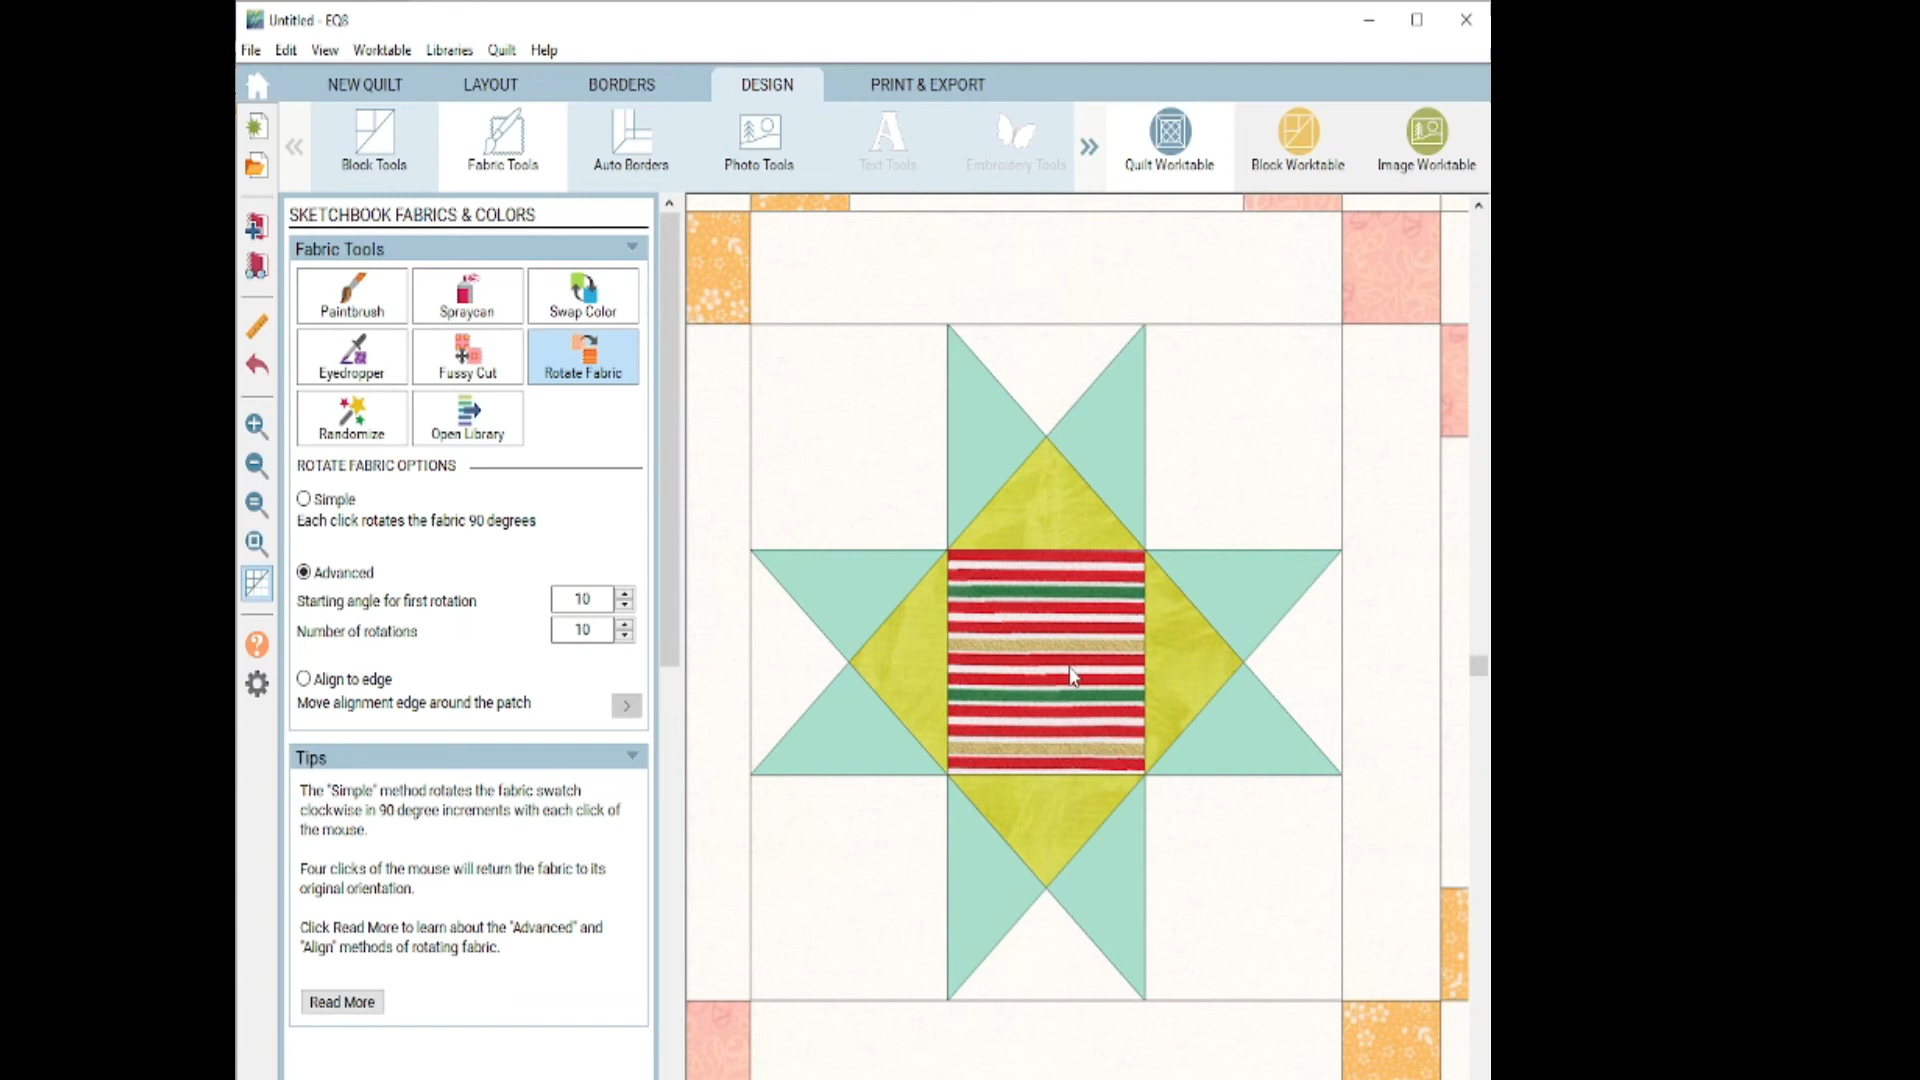 Untitled - EQ8
File Edit View Worktable Libraries Quilt Help
NEW QUILT LAYOUT BORDERS DESIGN PRINT & EXPORT
Block Tools Fabric Tools Auto Borders Photo Tools Text Tools Embroidery Tools Quilt Worktable Block Worktable Image Worktable
SKETCHBOOK FABRICS & COLORS
Fabric Tools
Paintbrush Spraycan Swap Color
Eyedropper Fussy Cut Rotate Fabric
Randomize Open Library
ROTATE FABRIC OPTIONS
Simple
Each click rotates the fabric 90 degrees
Advanced
Starting angle for first rotation 10
Number of rotations 10
Align to edge
Move alignment edge around the patch
Tips
The "Simple" method rotates the fabric swatch
clockwise in 90 degree increments with each click of
the mouse.
Four clicks of the mouse will return the fabric to its
original orientation.
Click Read More to learn about the "Advanced" and
"Align" methods of rotating fabric.
Read More